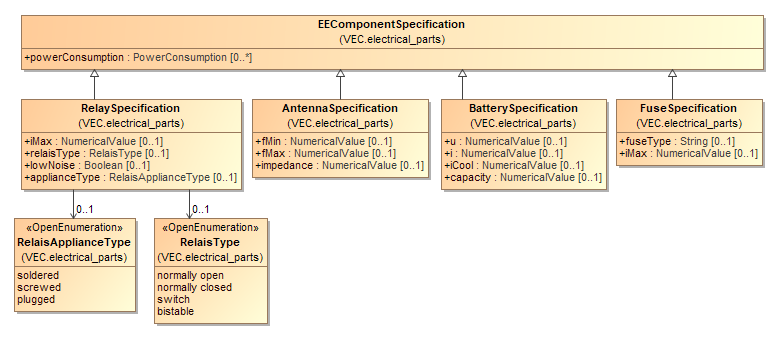 EEComponentSpecification
(VEC.electrical_parts)
+powerConsumption : PowerConsumption [0..*]
RelaySpecification
(VEC.electrical_parts)
+iMax : NumericalValue [0..1]
+relaisType : RelaisType [0..1]
+lowNoise : Boolean [0..1]
+applianceType : RelaisApplianceType [0..1]
AntennaSpecification
(VEC.electrical_parts)
+fMin : NumericalValue [0..1]
+fMax : NumericalValue [0..1]
+impedance : NumericalValue [0..1]
BatterySpecification
(VEC.electrical_parts)
+u : NumericalValue [0..1]
+i : NumericalValue [0..1]
+iCool : NumericalValue [0..1]
+capacity : NumericalValue [0..1]
FuseSpecification
(VEC.electrical_parts)
+fuseType : String [0..1]
+iMax : NumericalValue [0..1]
0..1
0..1
«OpenEnumeration»
RelaisApplianceType
(VEC.electrical_parts)
soldered
screwed
plugged
«OpenEnumeration»
RelaisType
(VEC.electrical_parts)
normally open
normally closed
switch
bistable